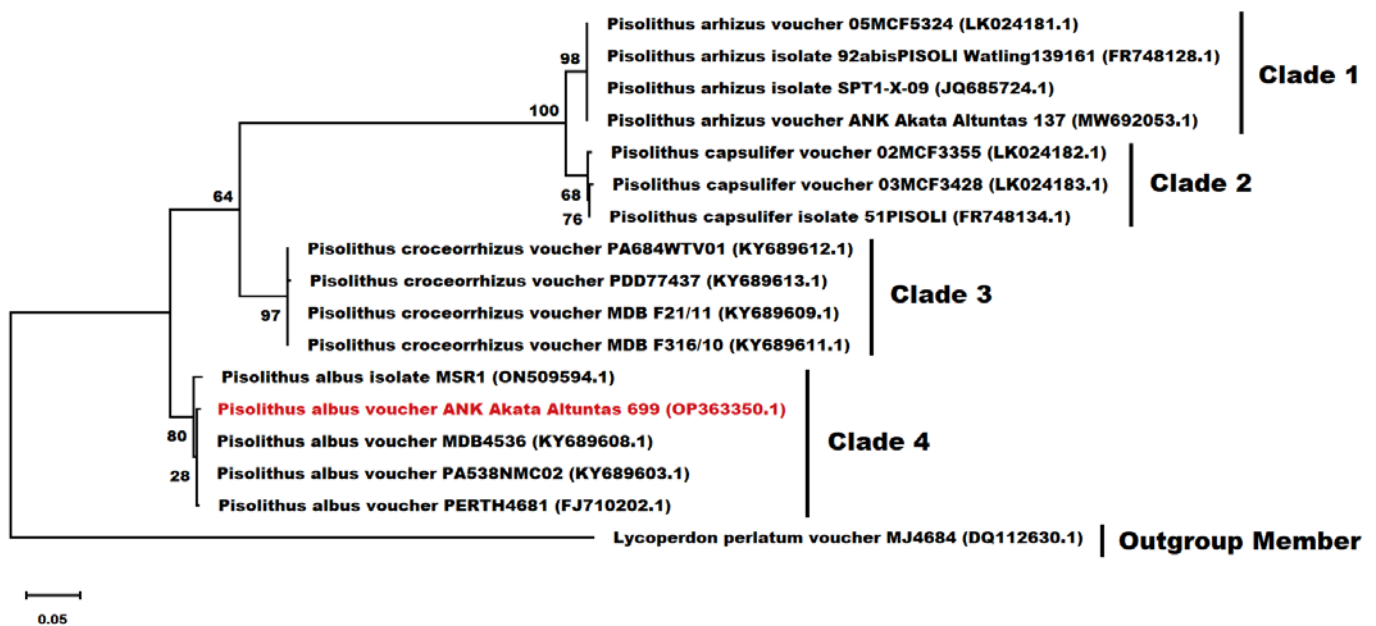 Pisolithus arhizus voucher 05MCF5324 (LK024181.1)
Pisolithus arhizus isolate 92abisPISOLI Watling139161 (FR748128.1)
98
Clade 1
Pisolithus arhizus isolate SPT1-X-09 (JQ685724.1)
100
Pisolithus arhizus voucher ANK Akata Altuntas 137 (MW692053.1)
Pisolithus capsulifer voucher 02MCF3355 (LK024182.1)
Pisolithus capsulifer voucher 03MCF3428 (LK024183.1)
Clade 2
64
68
76
Pisolithus capsulifer isolate 51PISOLI (FR748134.1)
Pisolithus croceorrhizus voucher PA684WTV01 (KY689612.1)
Pisolithus croceorrhizus voucher PDD77437 (KY689613.1)
Clade 3
97
Pisolithus croceorrhizus voucher MDB F21/11 (KY689609.1)
Pisolithus croceorrhizus voucher MDB F316/10 (KY689611.1)
Pisolithus albus isolate MSR1 (ON509594.1)
Pisolithus albus voucher ANK Akata Altuntas 699 (OP363350.1)
80
Pisolithus albus voucher MDB4536 (KY689608.1)
Clade 4
28
Pisolithus albus voucher PA538NMC02 (KY689603.1)
Pisolithus albus voucher PERTH4681 (FJ710202.1)
Lycoperdon perlatum voucher MJ4684 (DQ112630.1)
Outgroup Member
0.05